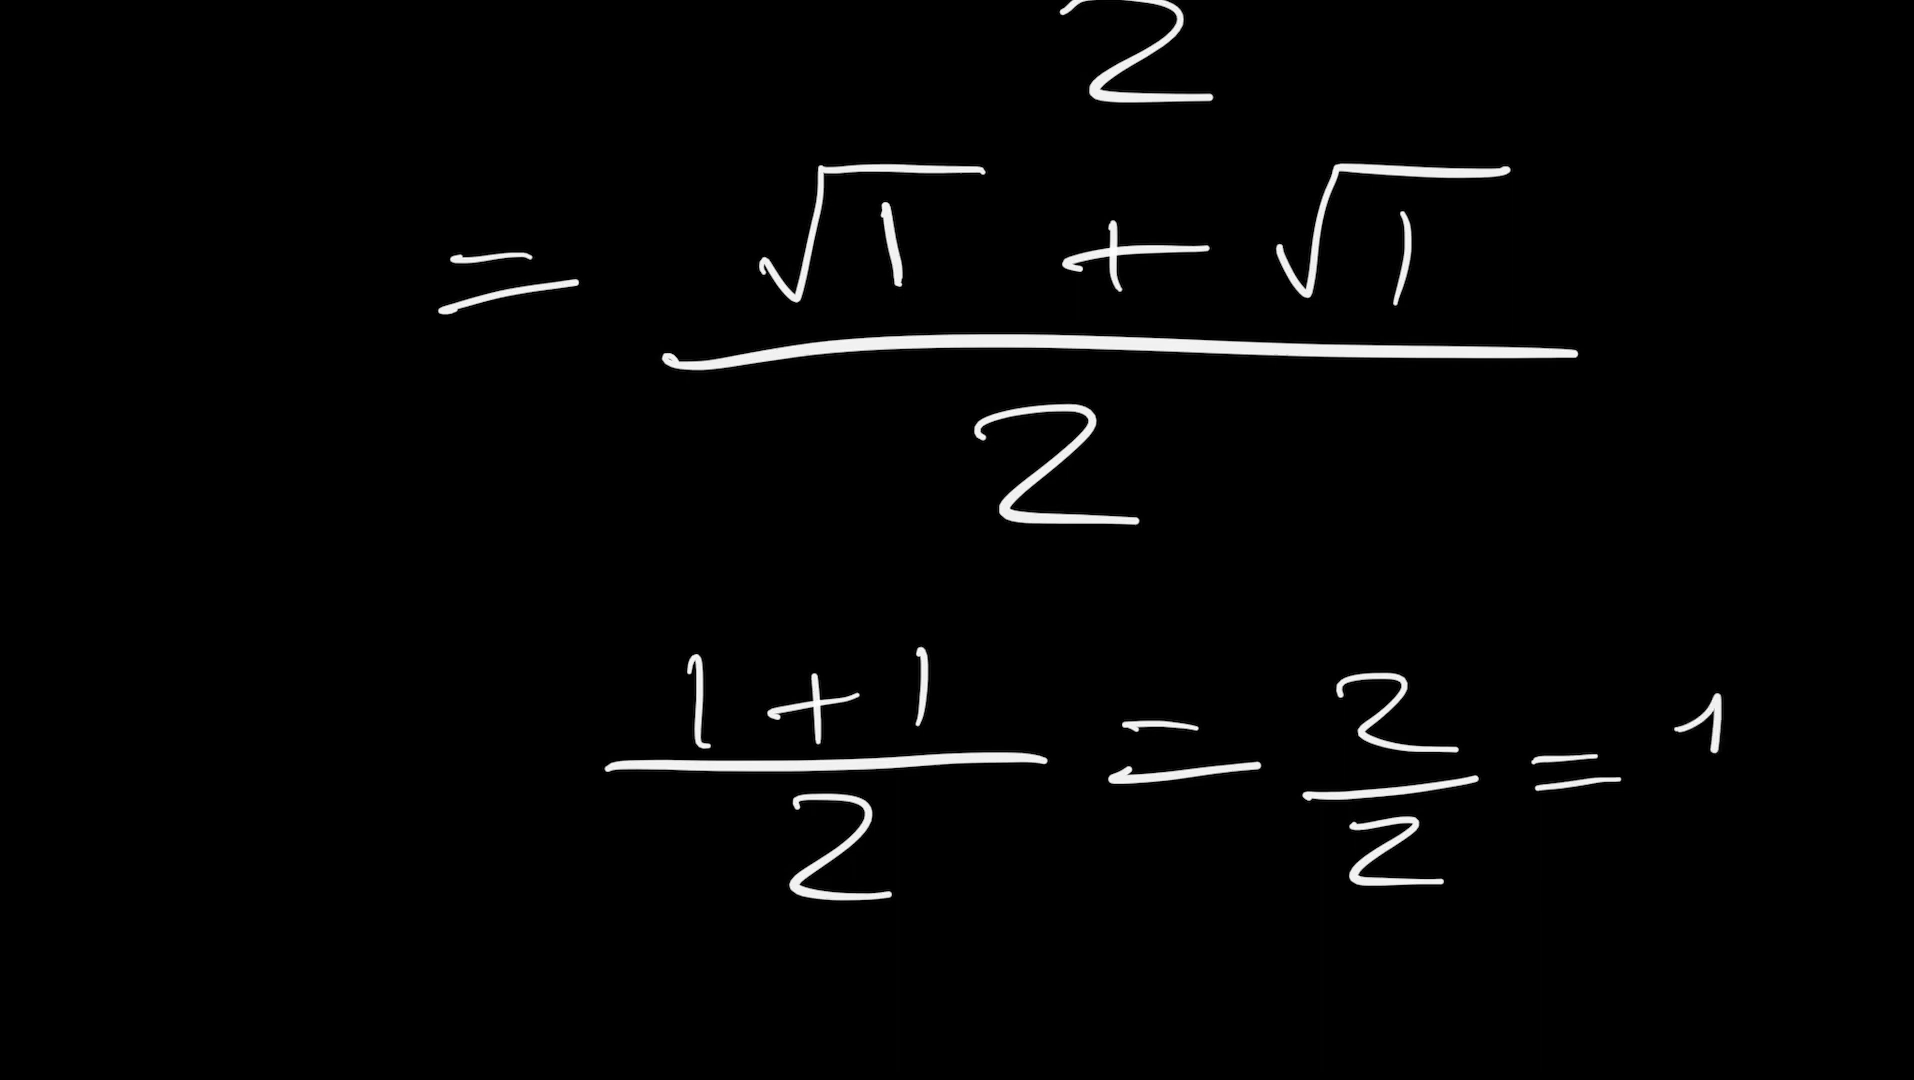 2
= (√1 + √1) / 2
(1 + 1) / 2 = 2/2 = 1